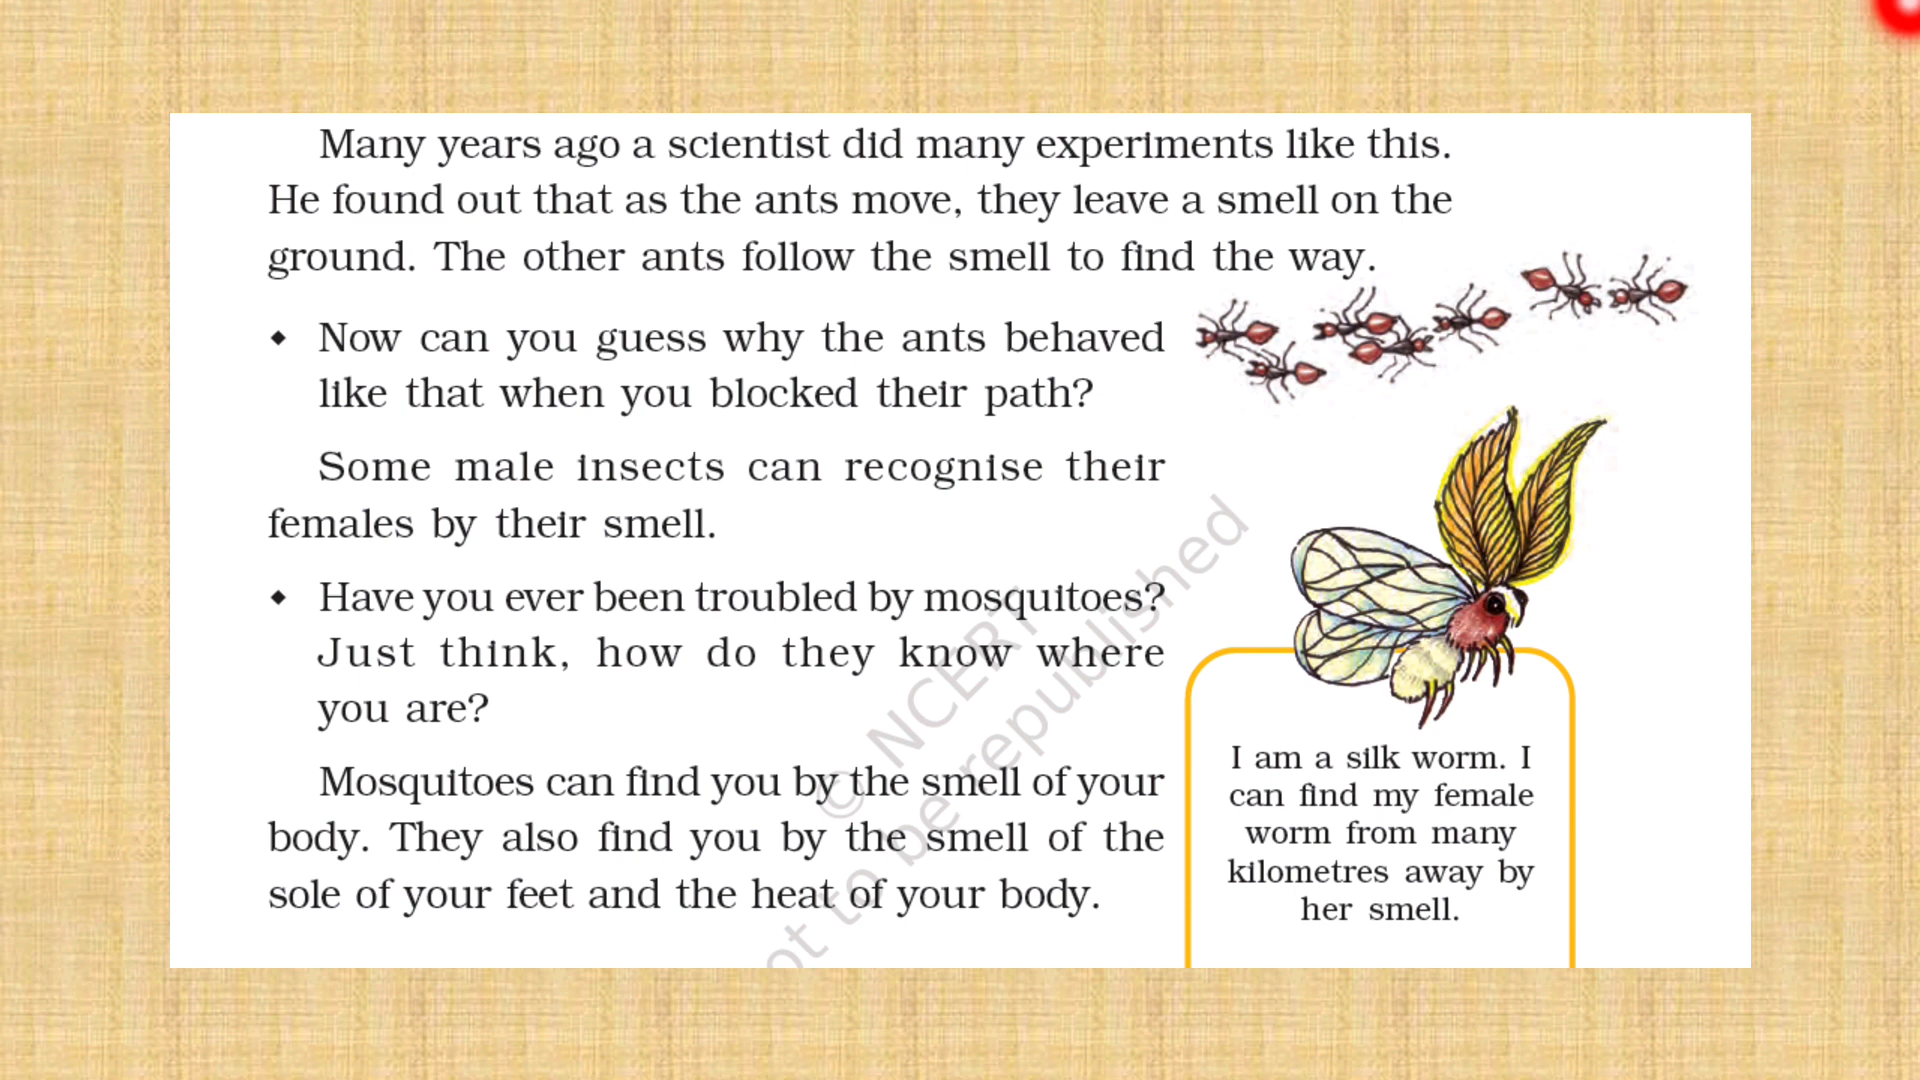 Many years ago a scientist did many experiments like this.
He found out that as the ants move, they leave a smell on the
ground. The other ants follow the smell to find the way.
Now can you guess why the ants behaved
like that when you blocked their path?
Some male insects can recognise their
females by their smell.
Have you ever been troubled by mosquitoes?
Just think, how do they know where
you are?
Mosquitoes can find you by the smell of your
body. They also find you by the smell of the
sole of your feet and the heat of your body.
I am a silk worm. I
can find my female
worm from many
kilometres away by
her smell.
© NCERT
ot to be republished